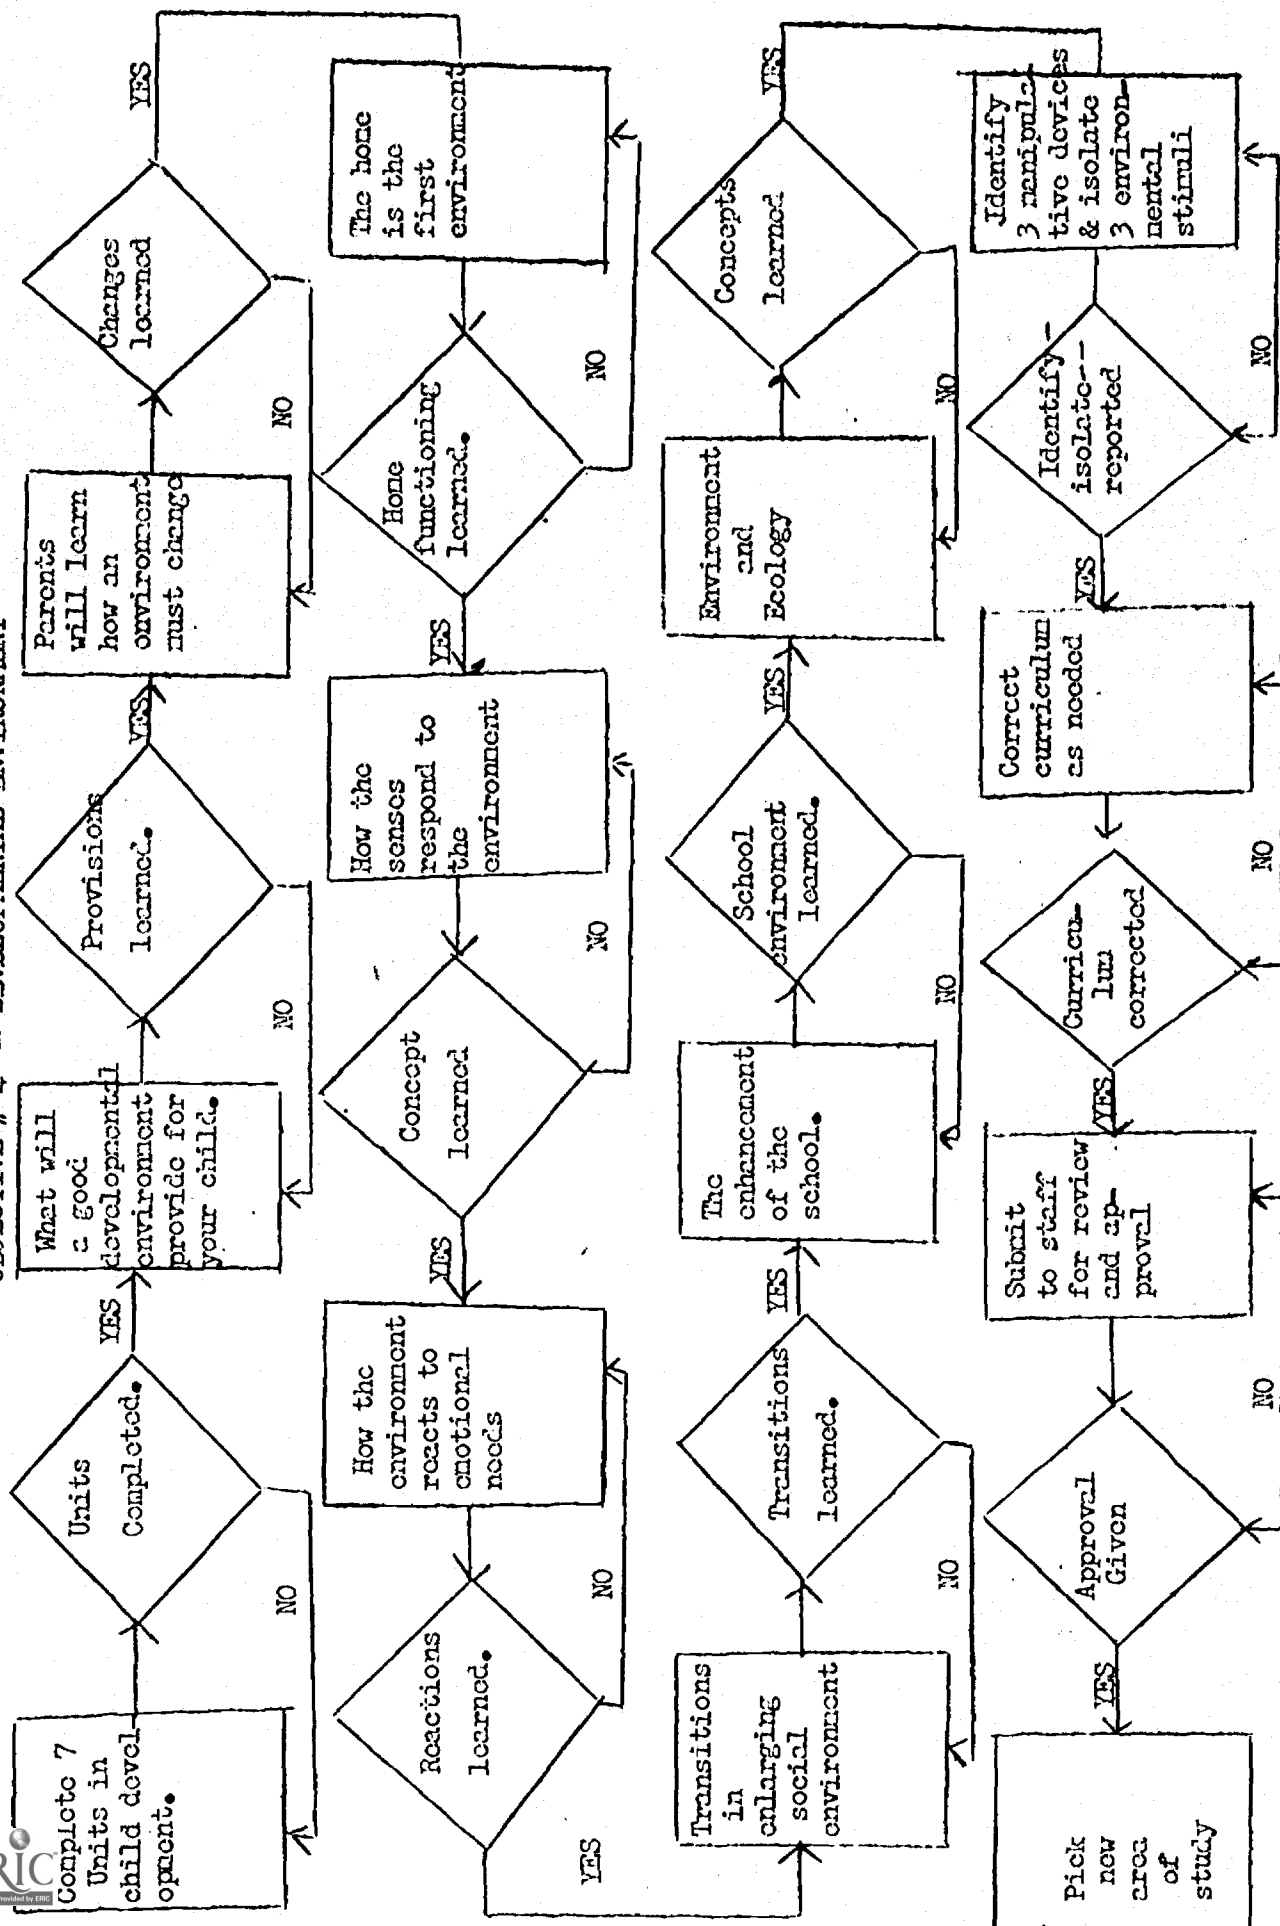 Complete 7
Units in
child devel
opment.
Units
Completed.
YES
NO
What will
a good
developmental
environment
provide for
your child.
Provisions
learned.
YES
NO
Parents
will learn
how an
environment
must change
Changes
learned
YES
NO
The home
is the
first
environment
Home
functioning
learned.
YES
NO
How the
senses
respond to
the
environment
Concept
learned
YES
NO
How the
environment
reacts to
emotional
needs
Reactions
learned.
YES
NO
Transitions
in
enlarging
social
environment
Transitions
learned.
YES
NO
The
enhancement
of the
school.
School
environment
learned.
YES
NO
Environment
and
Ecology
Concepts
learned
YES
NO
Identify
3 manipula-
tive devices
& isolate
3 environ-
mental
stimuli
Identify-
isolate--
reported
YES
NO
Correct
curriculum
as needed
Curricu-
lum
corrected
YES
NO
Submit
to staff
for review
and ap-
proval
Approval
Given
YES
NO
Pick
new
area
of
study
ERIC
Provided by ERIC